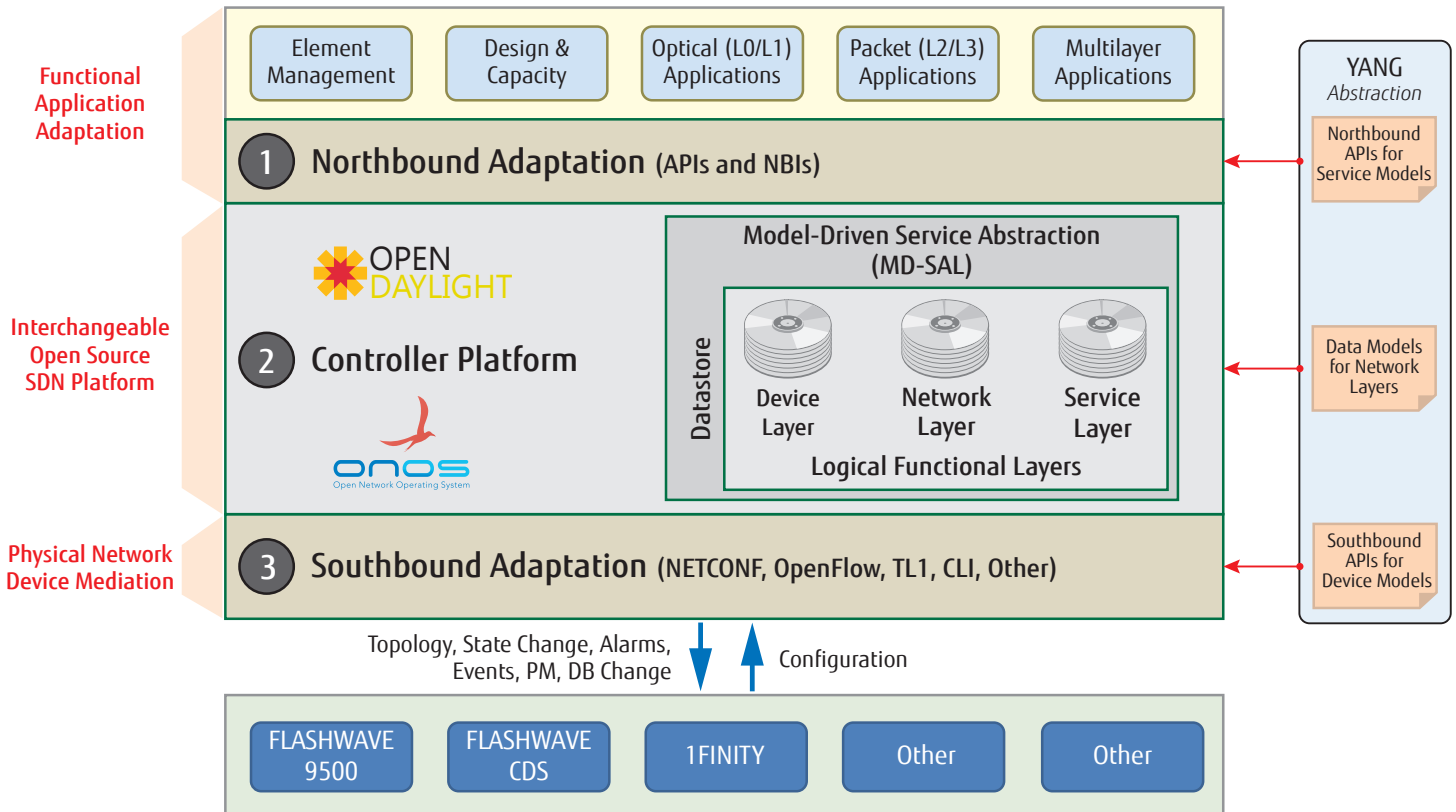 Functional
Application
Adaptation
Element
Management
Design &
Capacity
Optical (L0/L1)
Applications
Packet (L2/L3)
Applications
Multilayer
Applications
1 Northbound Adaptation (APIs and NBIs)
Interchangeable
Open Source
SDN Platform
OPEN
DAYLIGHT
2 Controller Platform
onos
Open Network Operating System
Model-Driven Service Abstraction
(MD-SAL)
Datastore
Device
Layer
Network
Layer
Service
Layer
Logical Functional Layers
Physical Network
Device Mediation
3 Southbound Adaptation (NETCONF, OpenFlow, TL1, CLI, Other)
Topology, State Change, Alarms,
Events, PM, DB Change
Configuration
FLASHWAVE
9500
FLASHWAVE
CDS
1FINITY
Other
Other
YANG
Abstraction
Northbound
APIs for
Service Models
Data Models
for Network
Layers
Southbound
APIs for
Device Models